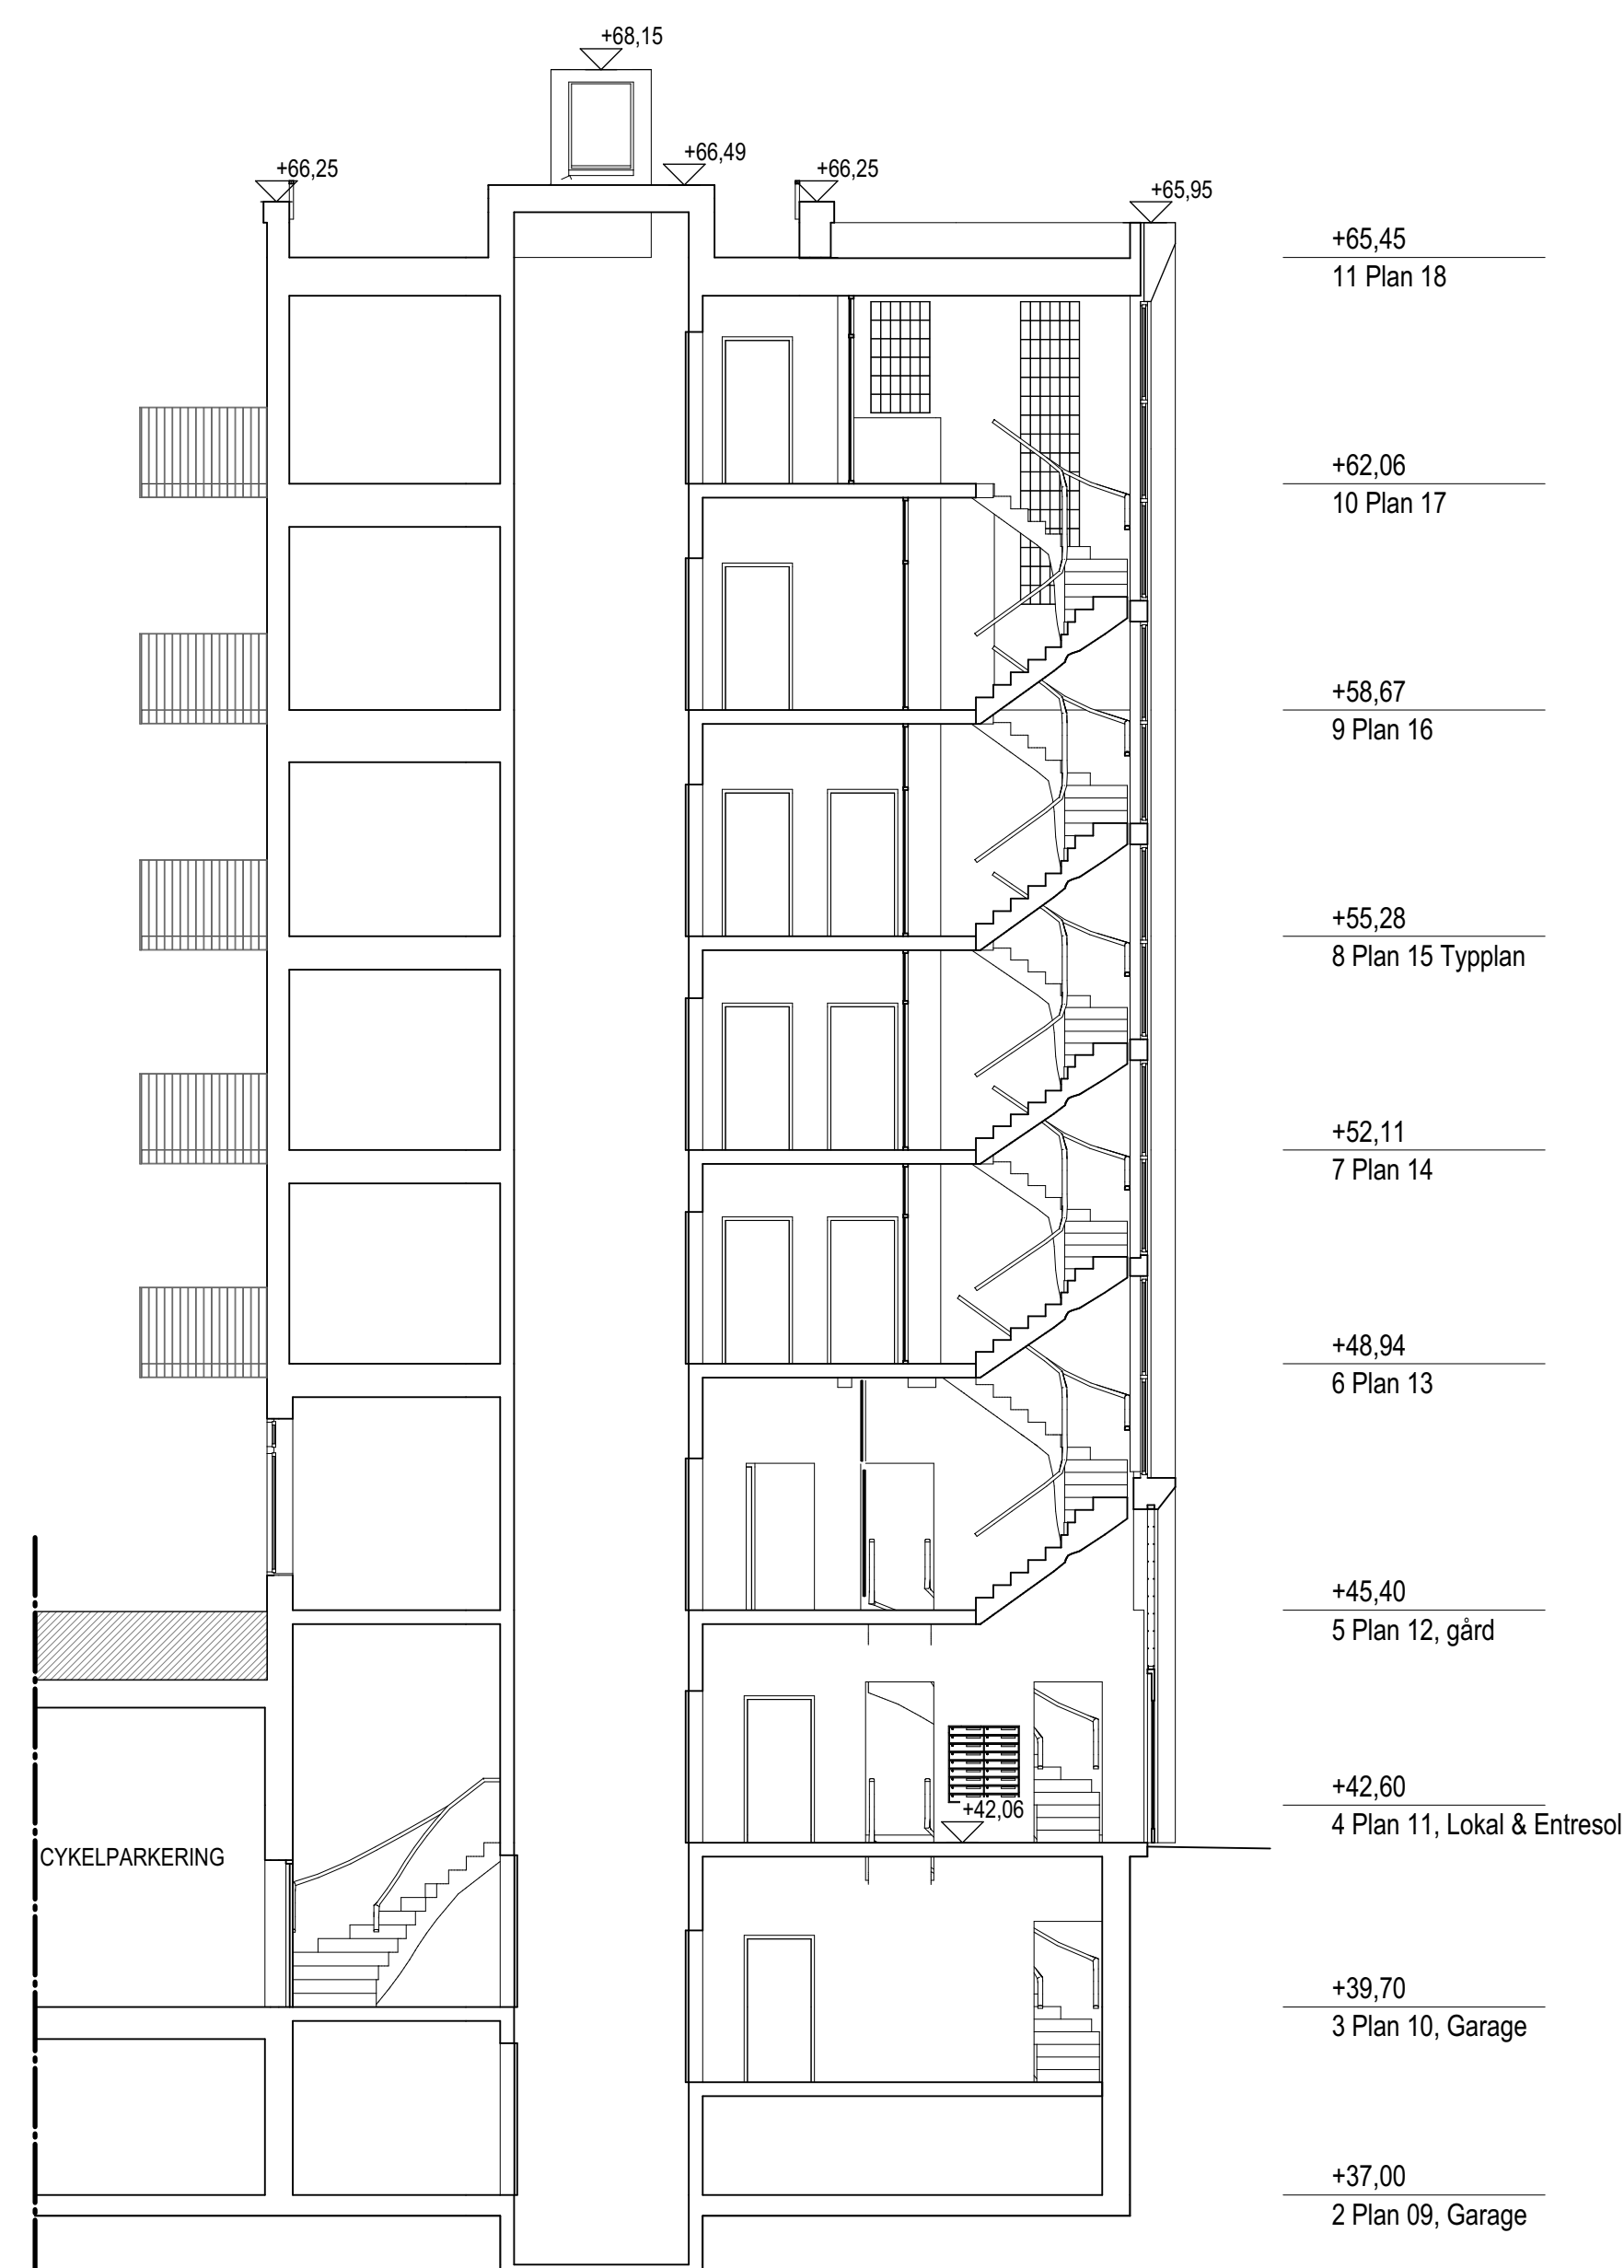 +68,15
+66,49
+66,25
+66,25
+65,95
+65,45
11 Plan 18
+62,06
10 Plan 17
+58,67
9 Plan 16
+55,28
8 Plan 15 Typplan
+52,11
7 Plan 14
+48,94
6 Plan 13
+45,40
5 Plan 12, gård
+42,60
+42,06
4 Plan 11, Lokal & Entresol
CYKELPARKERING
+39,70
3 Plan 10, Garage
+37,00
2 Plan 09, Garage